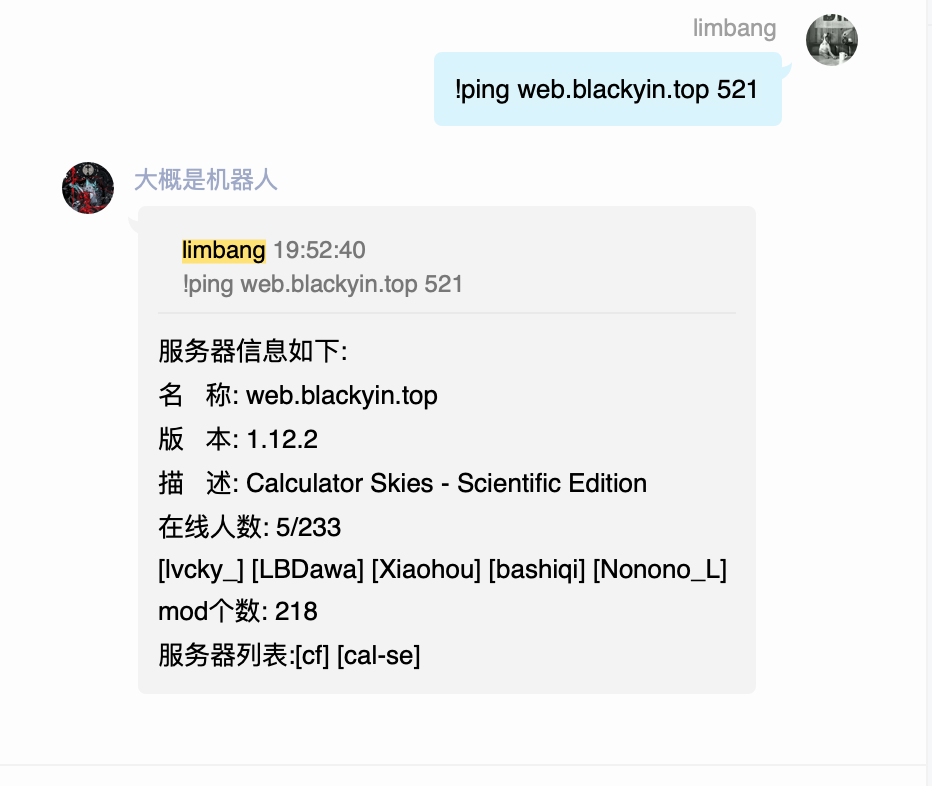 limbang
!ping web.blackyin.top 521
大概是机器人
limbang 19:52:40
!ping web.blackyin.top 521
服务器信息如下:
名   称: web.blackyin.top
版   本: 1.12.2
描   述: Calculator Skies - Scientific Edition
在线人数: 5/233
[lvcky_] [LBDawa] [Xiaohou] [bashiqi] [Nonono_L]
mod个数: 218
服务器列表:[cf] [cal-se]